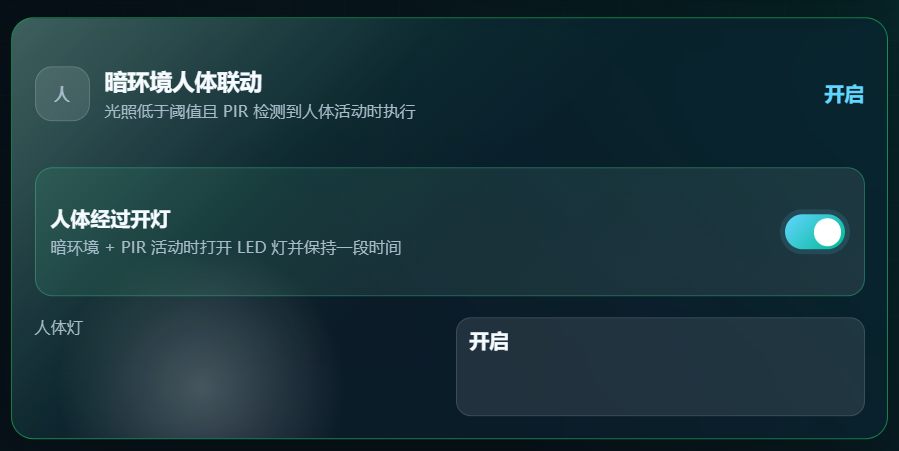 人
暗环境人体联动
光照低于阈值且 PIR 检测到人体活动时执行
开启
人体经过开灯
暗环境 + PIR 活动时打开 LED 灯并保持一段时间
人体灯
开启